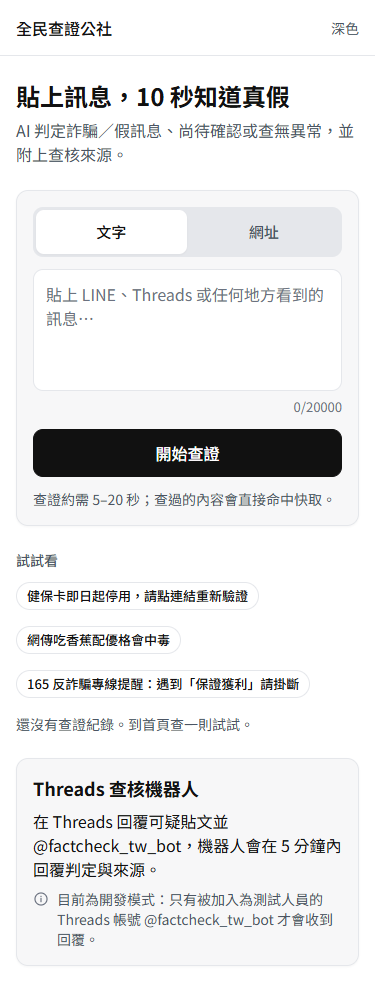 全民查證公社
深色
貼上訊息，10 秒知道真假
AI 判定詐騙／假訊息、尚待確認或查無異常，並
附上查核來源。
文字
網址
貼上 LINE、Threads 或任何地方看到的
訊息…
0/20000
開始查證
查證約需 5–20 秒；查過的內容會直接命中快取。
試試看
健保卡即日起停用，請點連結重新驗證
網傳吃香蕉配優格會中毒
165 反詐騙專線提醒：遇到「保證獲利」請掛斷
還沒有查證紀錄。到首頁查一則試試。
Threads 查核機器人
在 Threads 回覆可疑貼文並
@factcheck_tw_bot，機器人會在 5 分鐘內
回覆判定與來源。
目前為開發模式：只有被加入為測試人員的
Threads 帳號 @factcheck_tw_bot 才會收到
回覆。